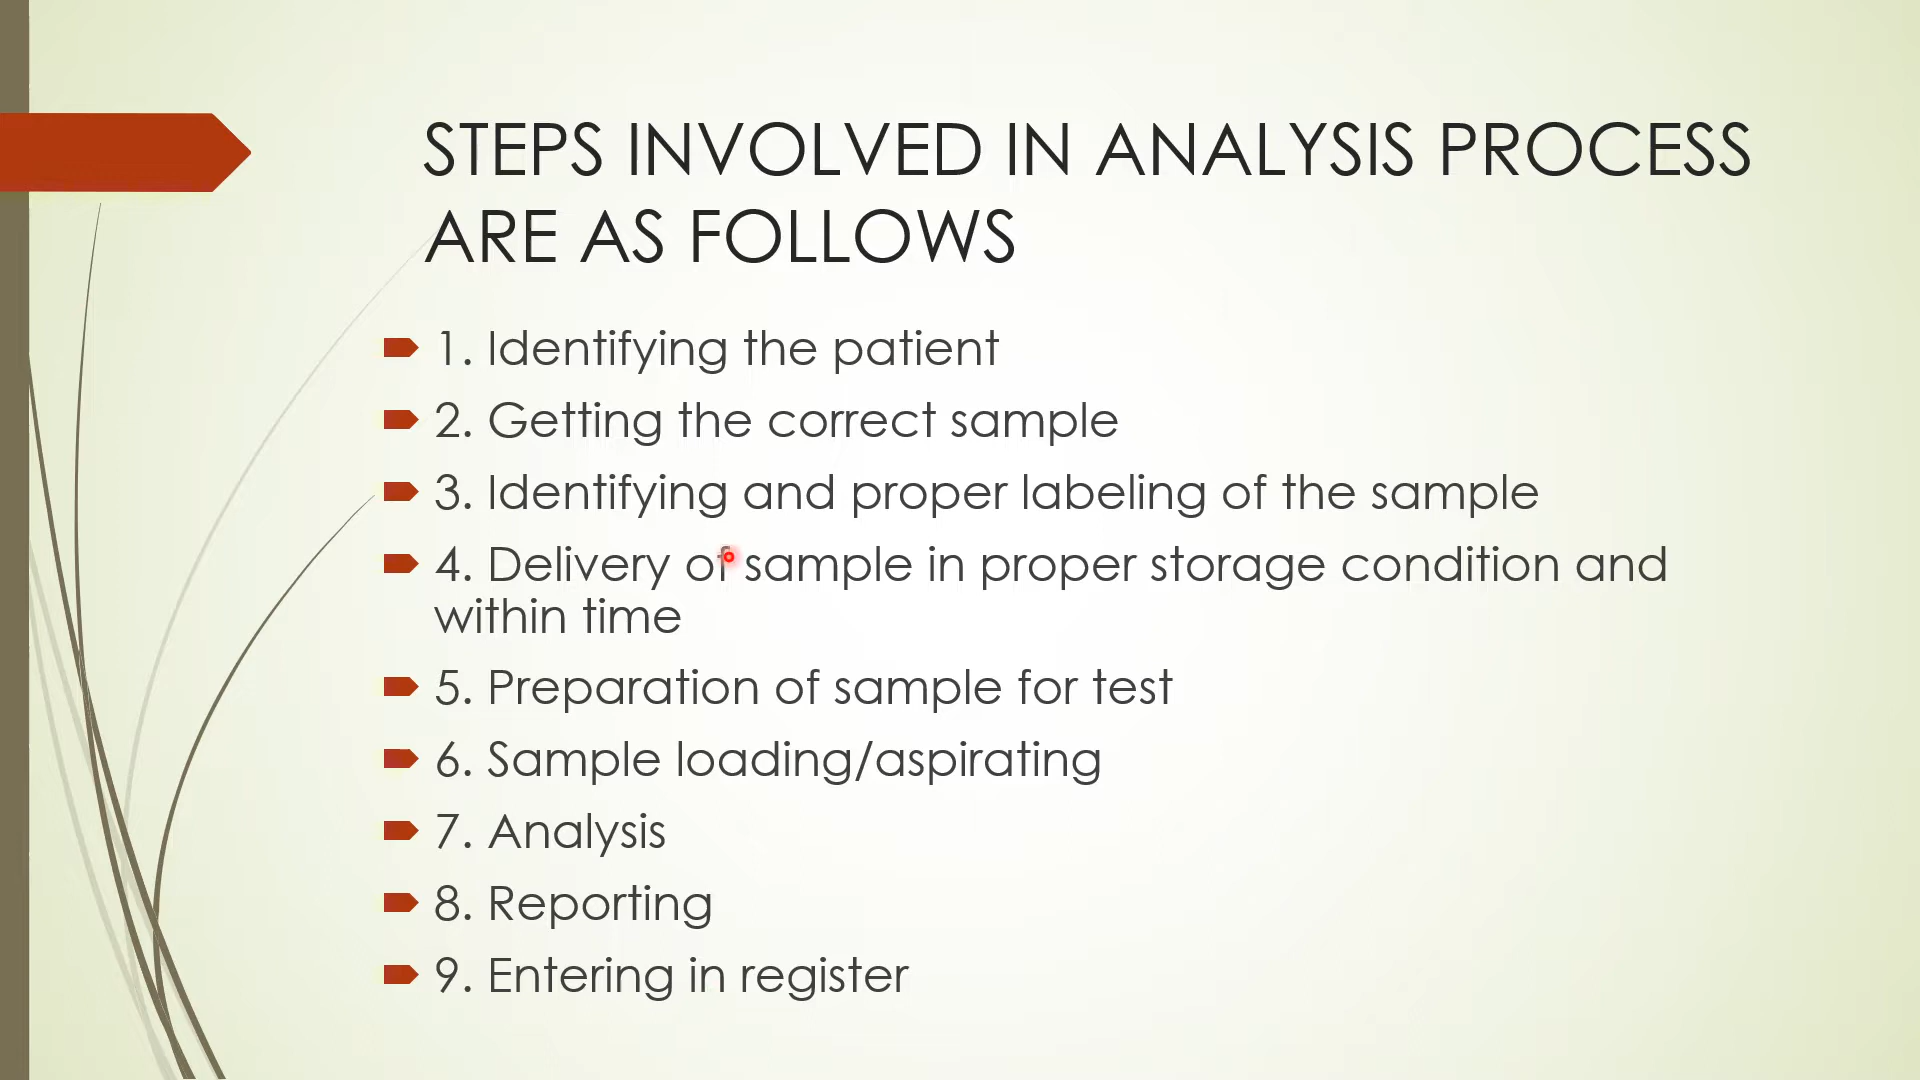 STEPS INVOLVED IN ANALYSIS PROCESS
ARE AS FOLLOWS
1. Identifying the patient
2. Getting the correct sample
3. Identifying and proper labeling of the sample
4. Delivery of sample in proper storage condition and
within time
5. Preparation of sample for test
6. Sample loading/aspirating
7. Analysis
8. Reporting
9. Entering in register